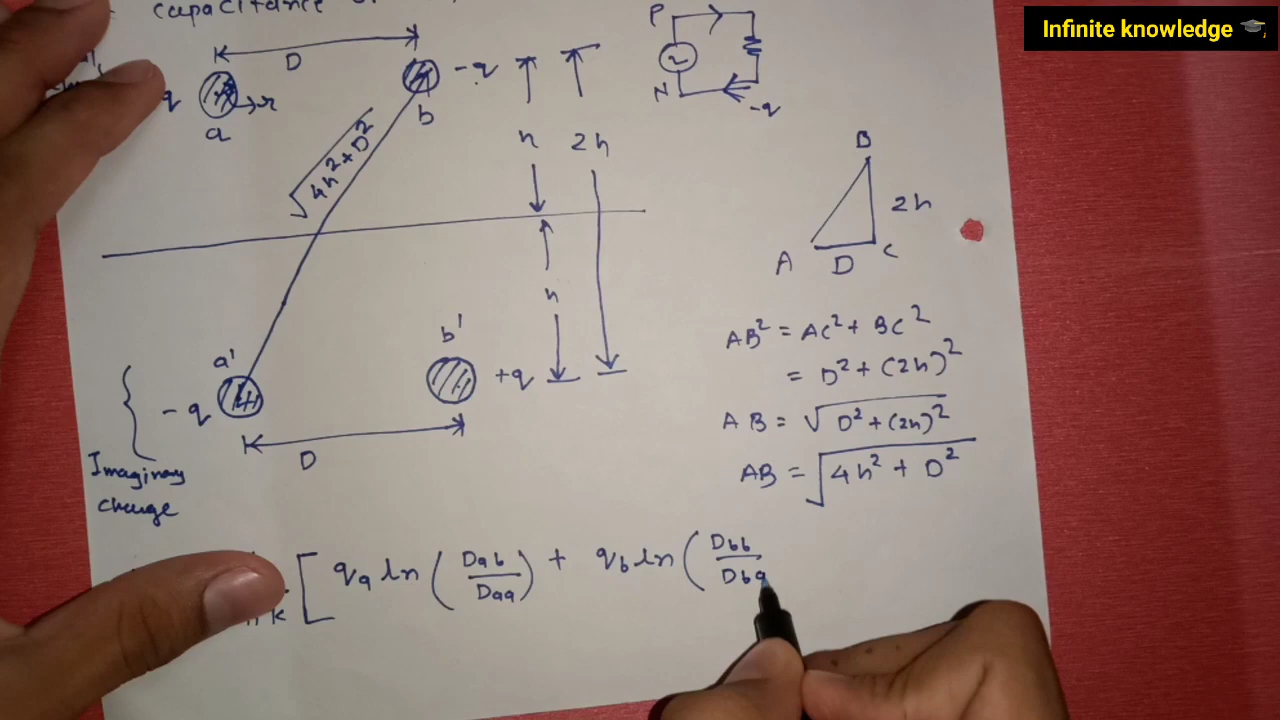 capacitance
Infinite knowledge
P
N
-q
D
q
a
r
-q
b
h
2h
√4h²+D²
B
2h
A
D
C
h
a'
b'
-q
+q
D
Imaginary
charge
AB² = AC² + BC²
= D² + (2h)²
AB = √D² + (2h)²
AB = √4h² + D²
[ qa ln ( Dab / Daa ) + qb ln ( Dbb / Dba